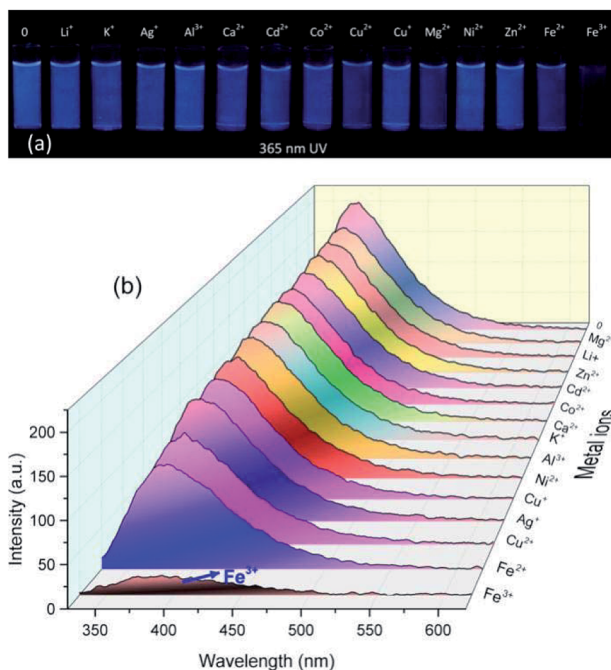 0 Li⁺ K⁺ Ag⁺ Al³⁺ Ca²⁺ Cd²⁺ Co²⁺ Cu²⁺ Cu⁺ Mg²⁺ Ni²⁺ Zn²⁺ Fe²⁺ Fe³⁺
(a)
365 nm UV
(b)
0
Mg²⁺
Li+
Zn²⁺
Cd²⁺
Co²⁺
Ca²⁺
K⁺
Al³⁺
Ni²⁺
Cu⁺
Ag⁺
Cu²⁺
Fe²⁺
Fe³⁺
Metal ions
200
150
100
50
0
Intensity (a.u.)
Fe³⁺
350 400 450 500 550 600
Wavelength (nm)